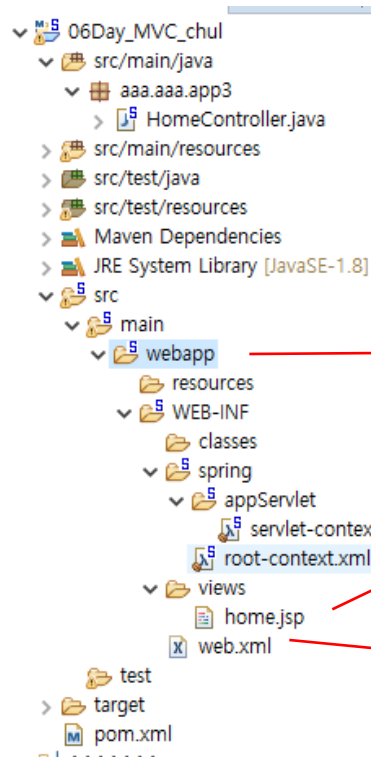 06Day_MVC_chul
src/main/java
aaa.aaa.app3
HomeController.java
src/main/resources
src/test/java
src/test/resources
Maven Dependencies
JRE System Library [JavaSE-1.8]
src
main
webapp
resources
WEB-INF
classes
spring
appServlet
servlet-contex
root-context.xml
views
home.jsp
web.xml
test
target
pom.xml